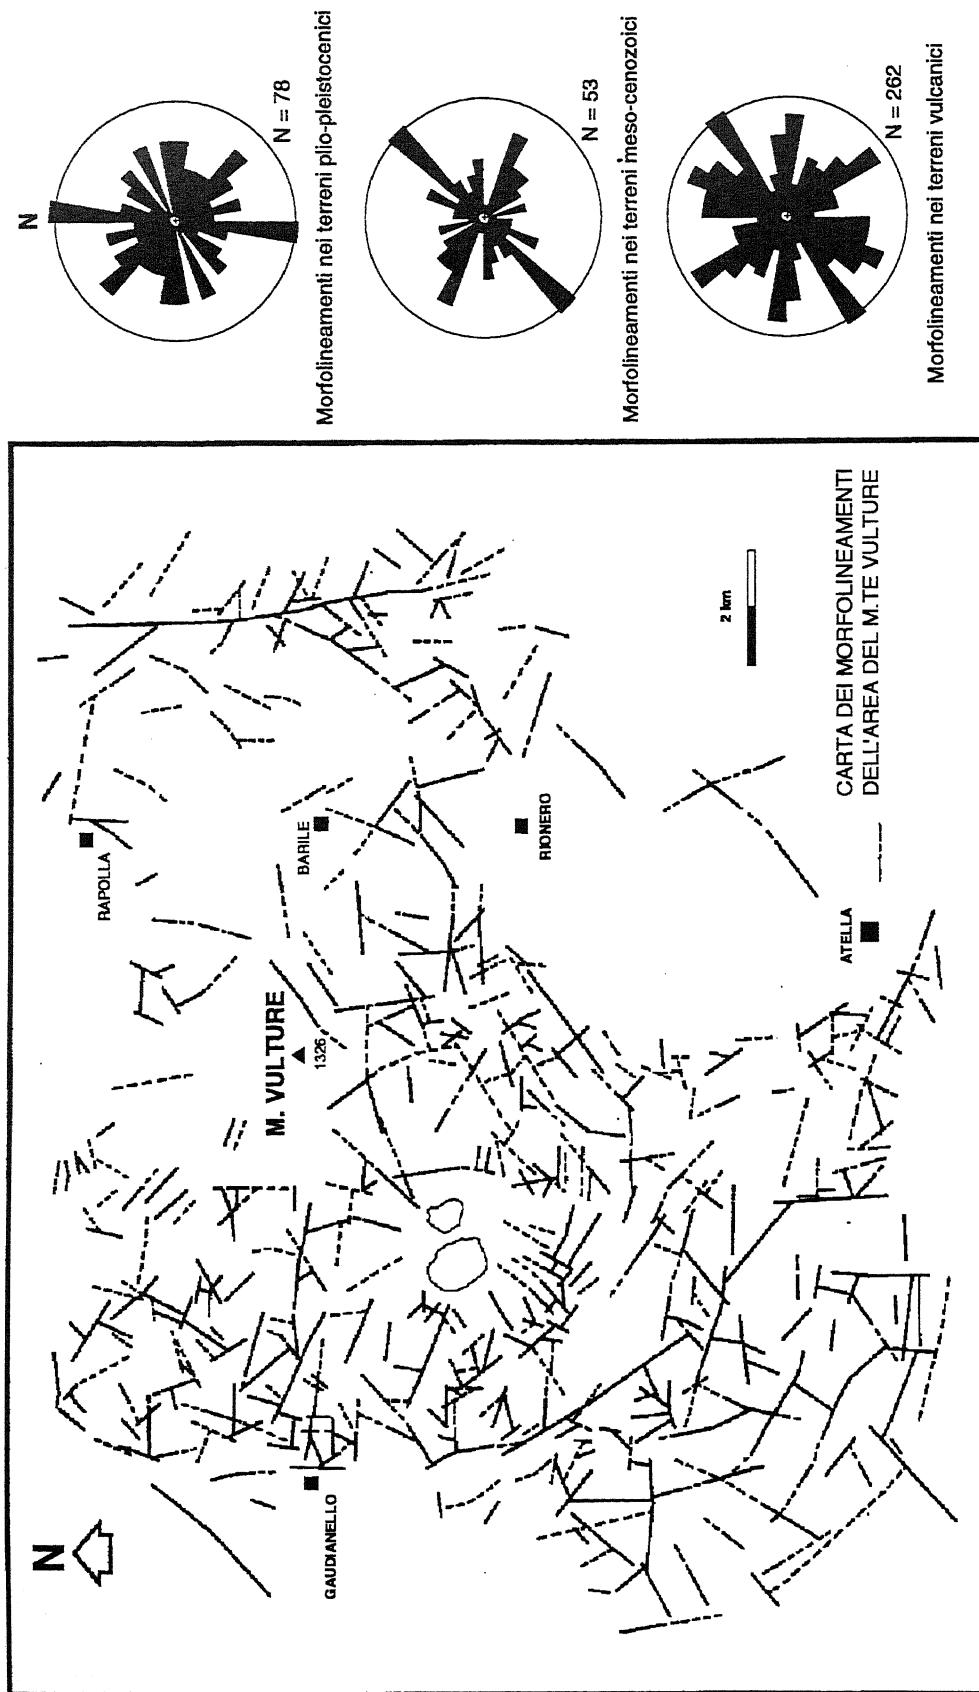 N
M. VULTURE
1326
RAPOLLA
BARILE
RIONERO
ATELLA
GAUDIANELLO
2 km
CARTA DEI MORFOLINEAMENTI
DELL'AREA DEL M.TE VULTURE
N
N = 78
Morfolineamenti nei terreni plio-pleistocenici
N = 53
Morfolineamenti nei terreni meso-cenozoici
N = 262
Morfolineamenti nei terreni vulcanici